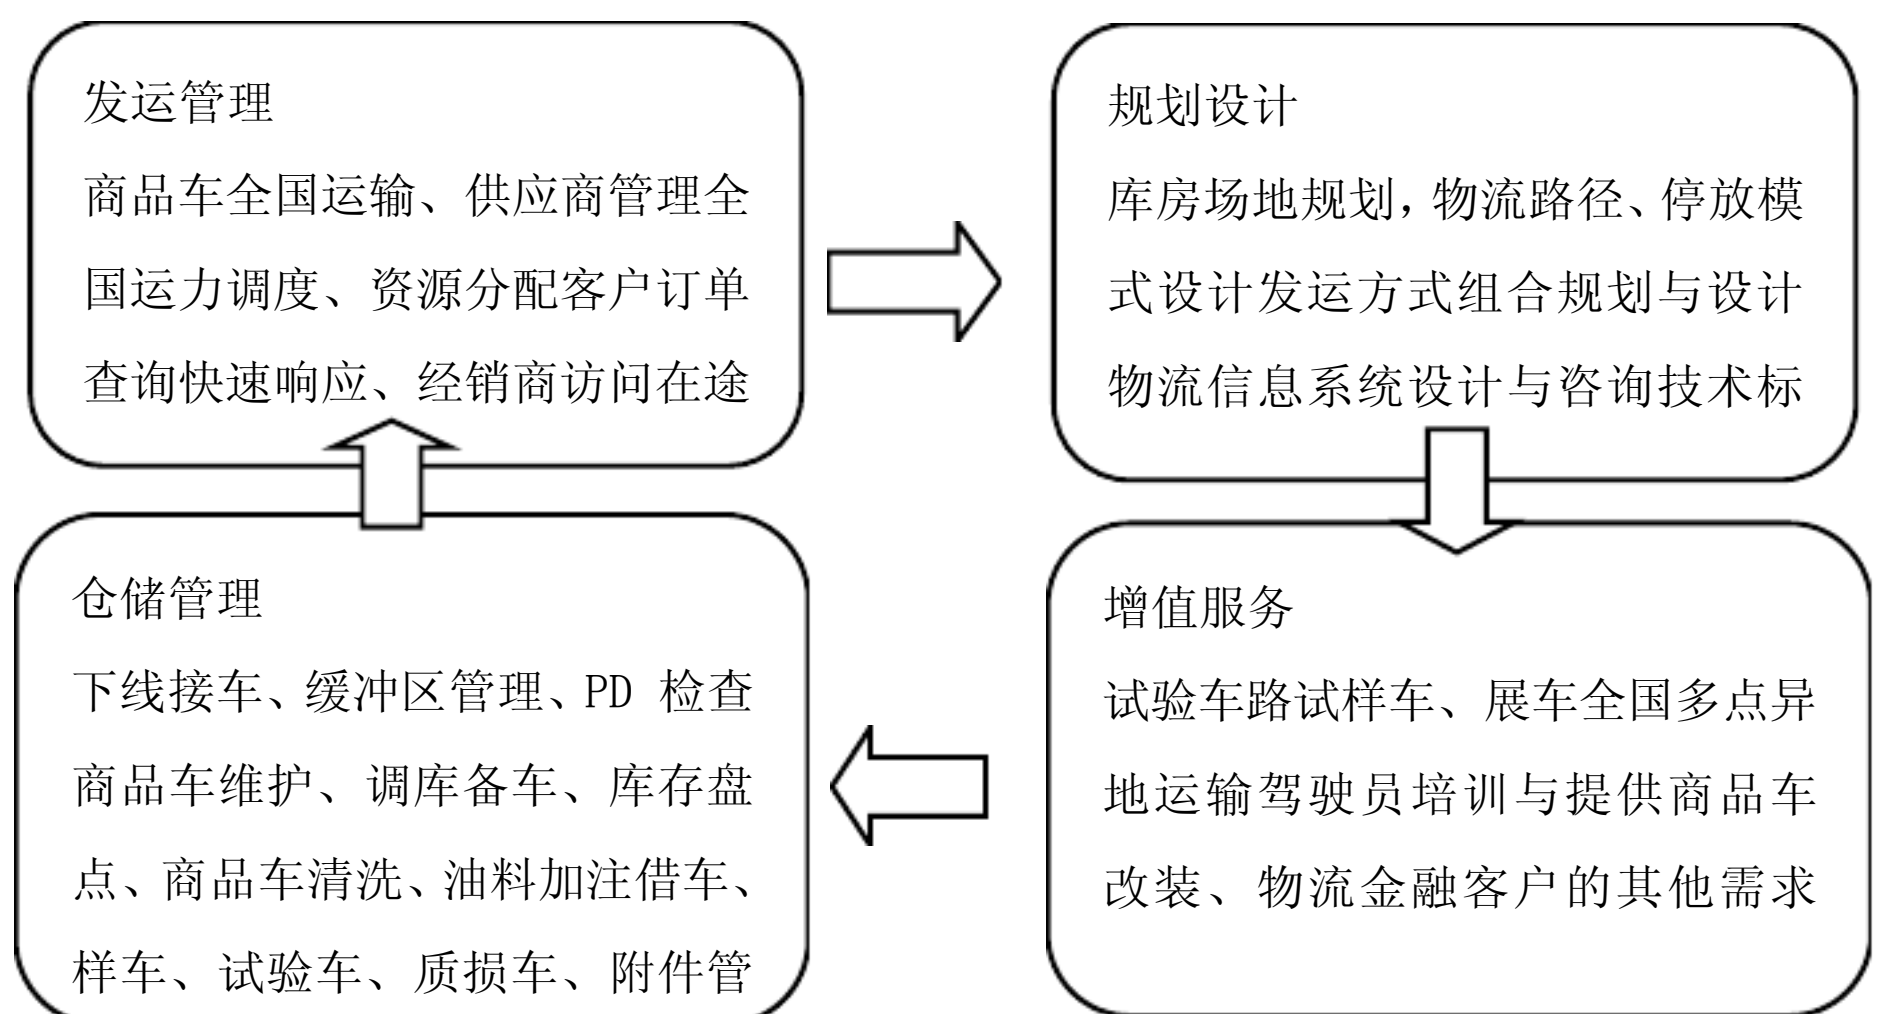 发运管理
商品车全国运输、供应商管理全
国运力调度、资源分配客户订单
查询快速响应、经销商访问在途
规划设计
库房场地规划，物流路径、停放模
式设计发运方式组合规划与设计
物流信息系统设计与咨询技术标
仓储管理
下线接车、缓冲区管理、PD 检查
商品车维护、调库备车、库存盘
点、商品车清洗、油料加注借车、
样车、试验车、质损车、附件管
增值服务
试验车路试样车、展车全国多点异
地运输驾驶员培训与提供商品车
改装、物流金融客户的其他需求